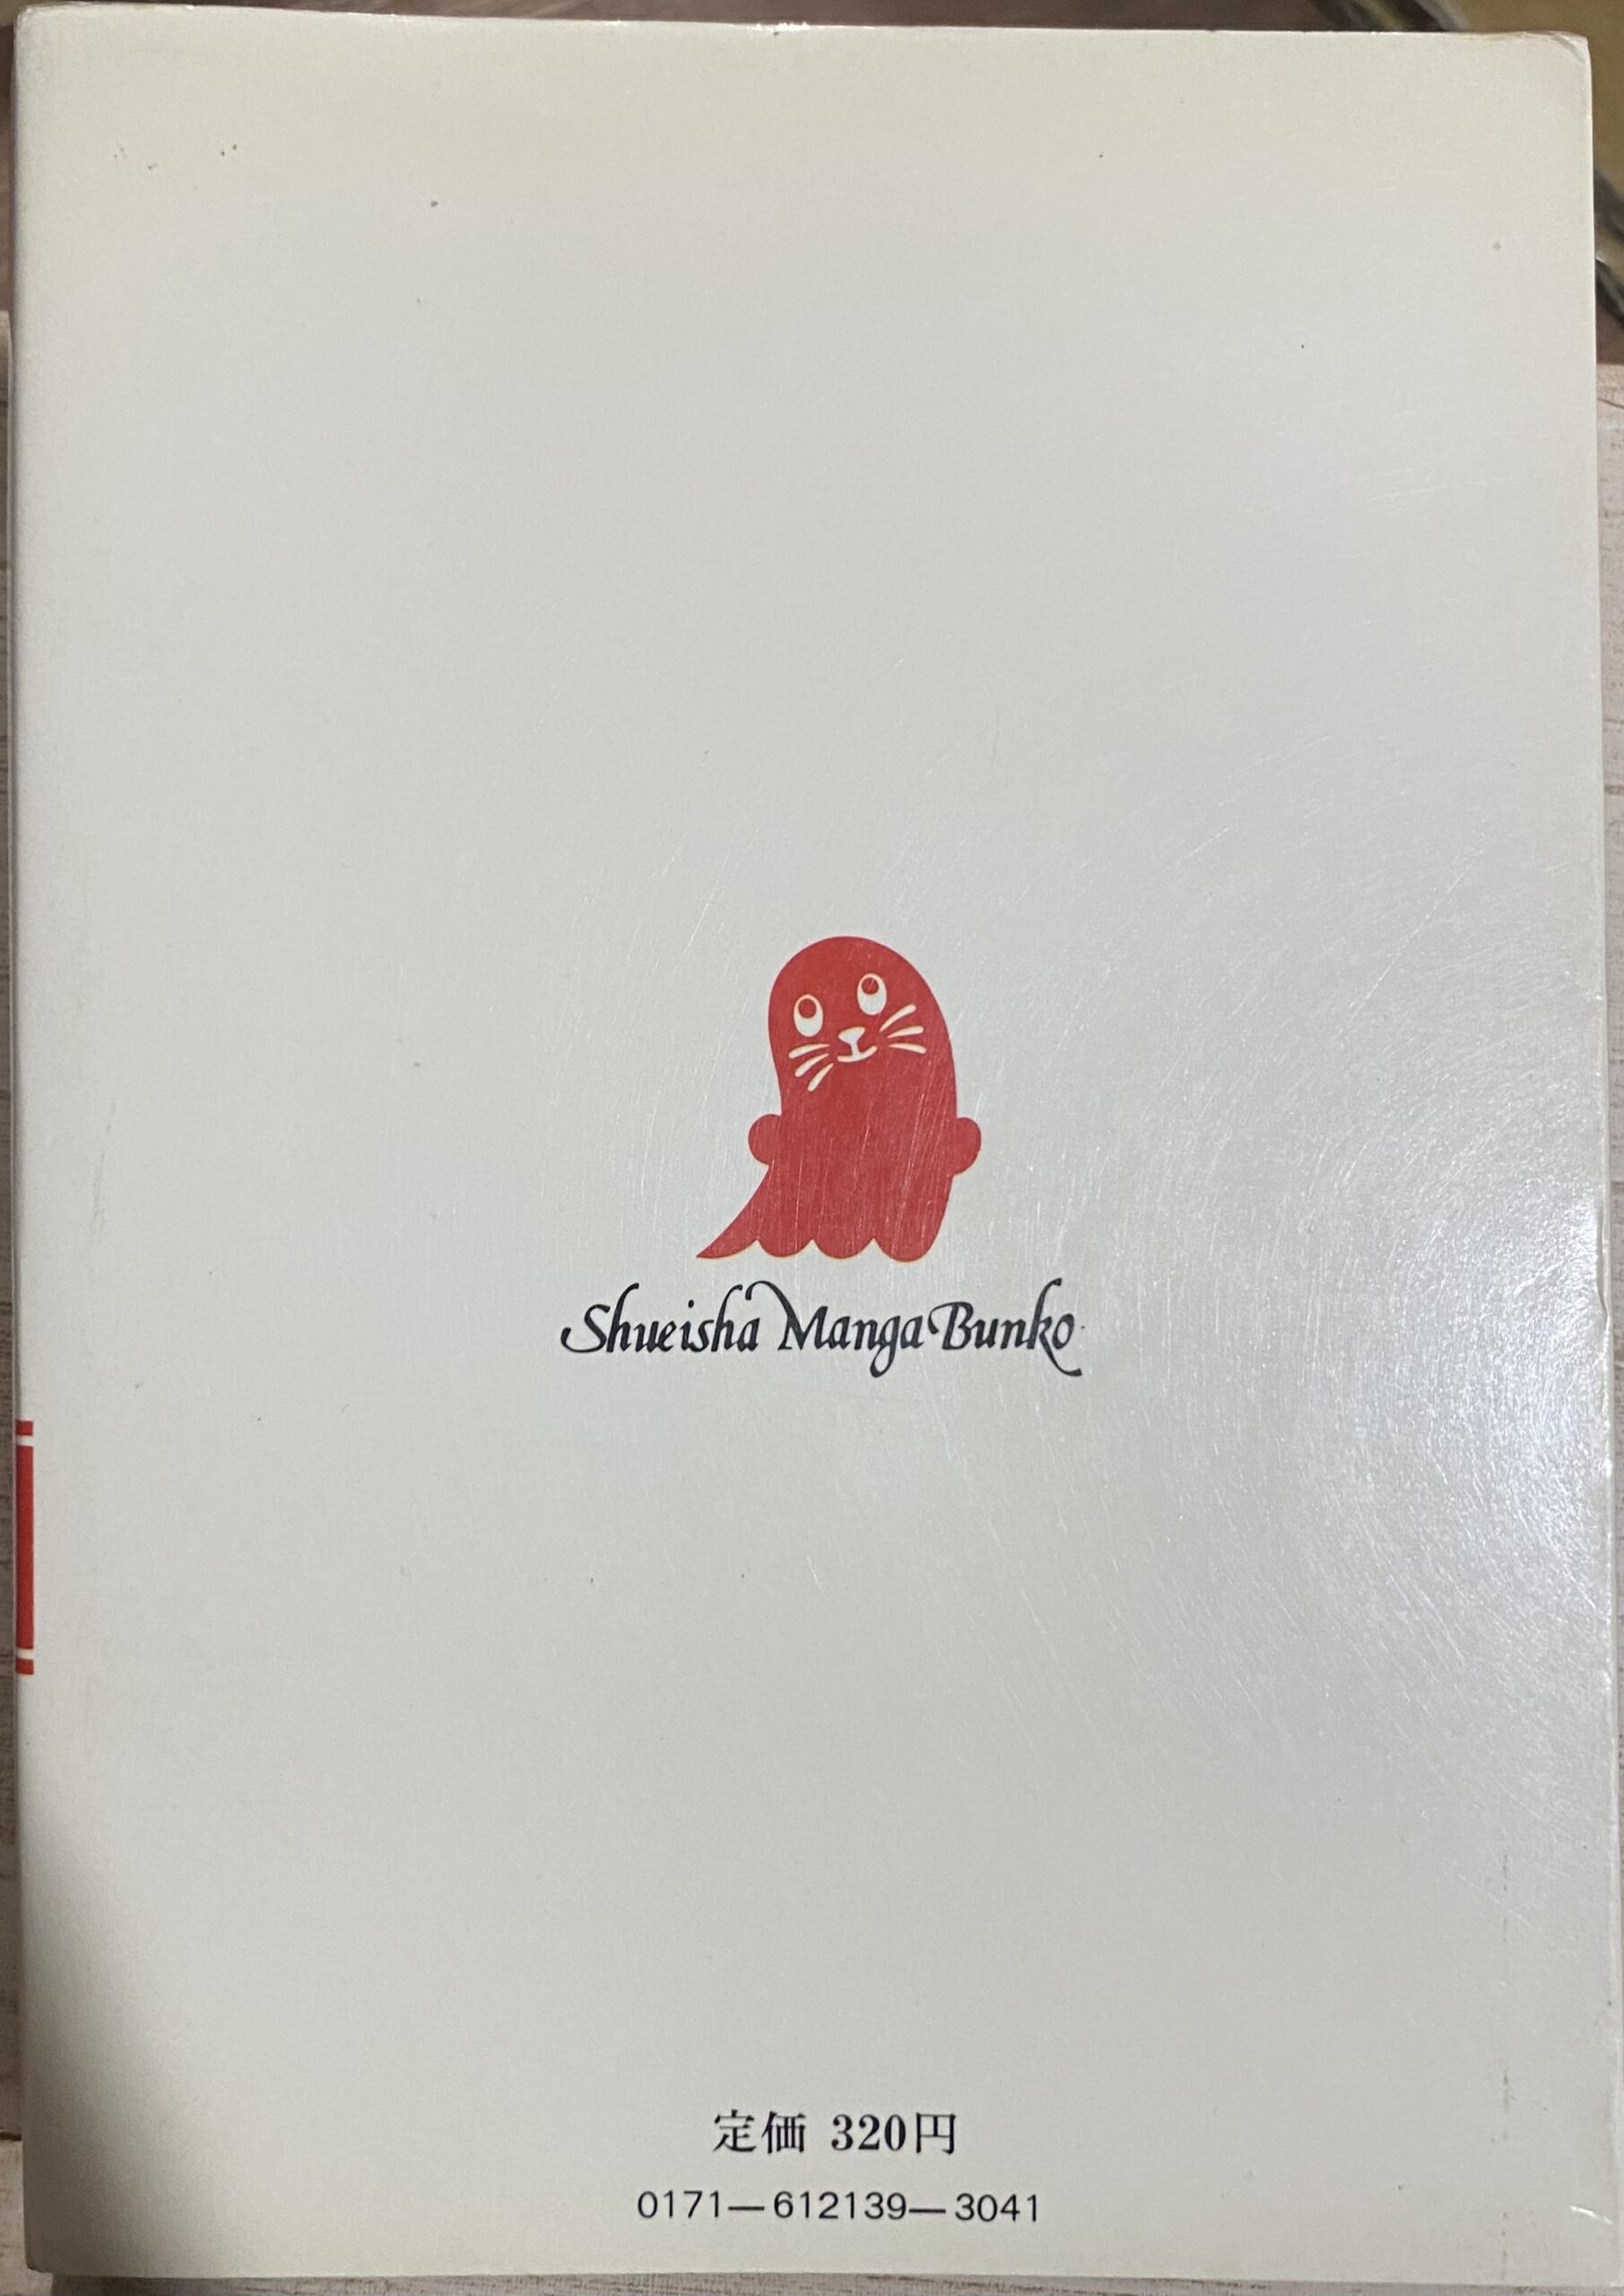 Shueisha Manga Bunko
定価 320円
0171—612139—3041